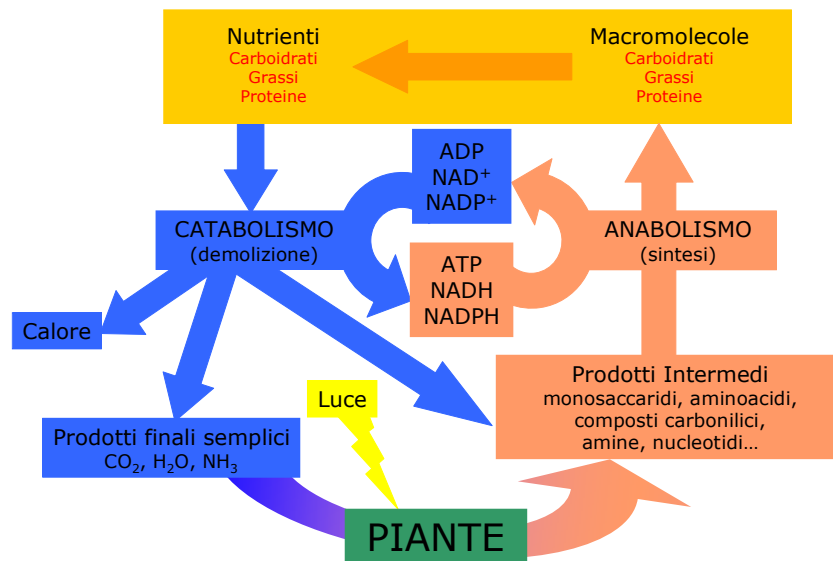 Nutrienti
Carboidrati
Grassi
Proteine
Macromolecole
Carboidrati
Grassi
Proteine
ADP
NAD⁺
NADP⁺
CATABOLISMO
(demolizione)
ANABOLISMO
(sintesi)
ATP
NADH
NADPH
Calore
Prodotti Intermedi
monosaccaridi, aminoacidi,
composti carbonilici,
amine, nucleotidi…
Luce
Prodotti finali semplici
CO₂, H₂O, NH₃
PIANTE